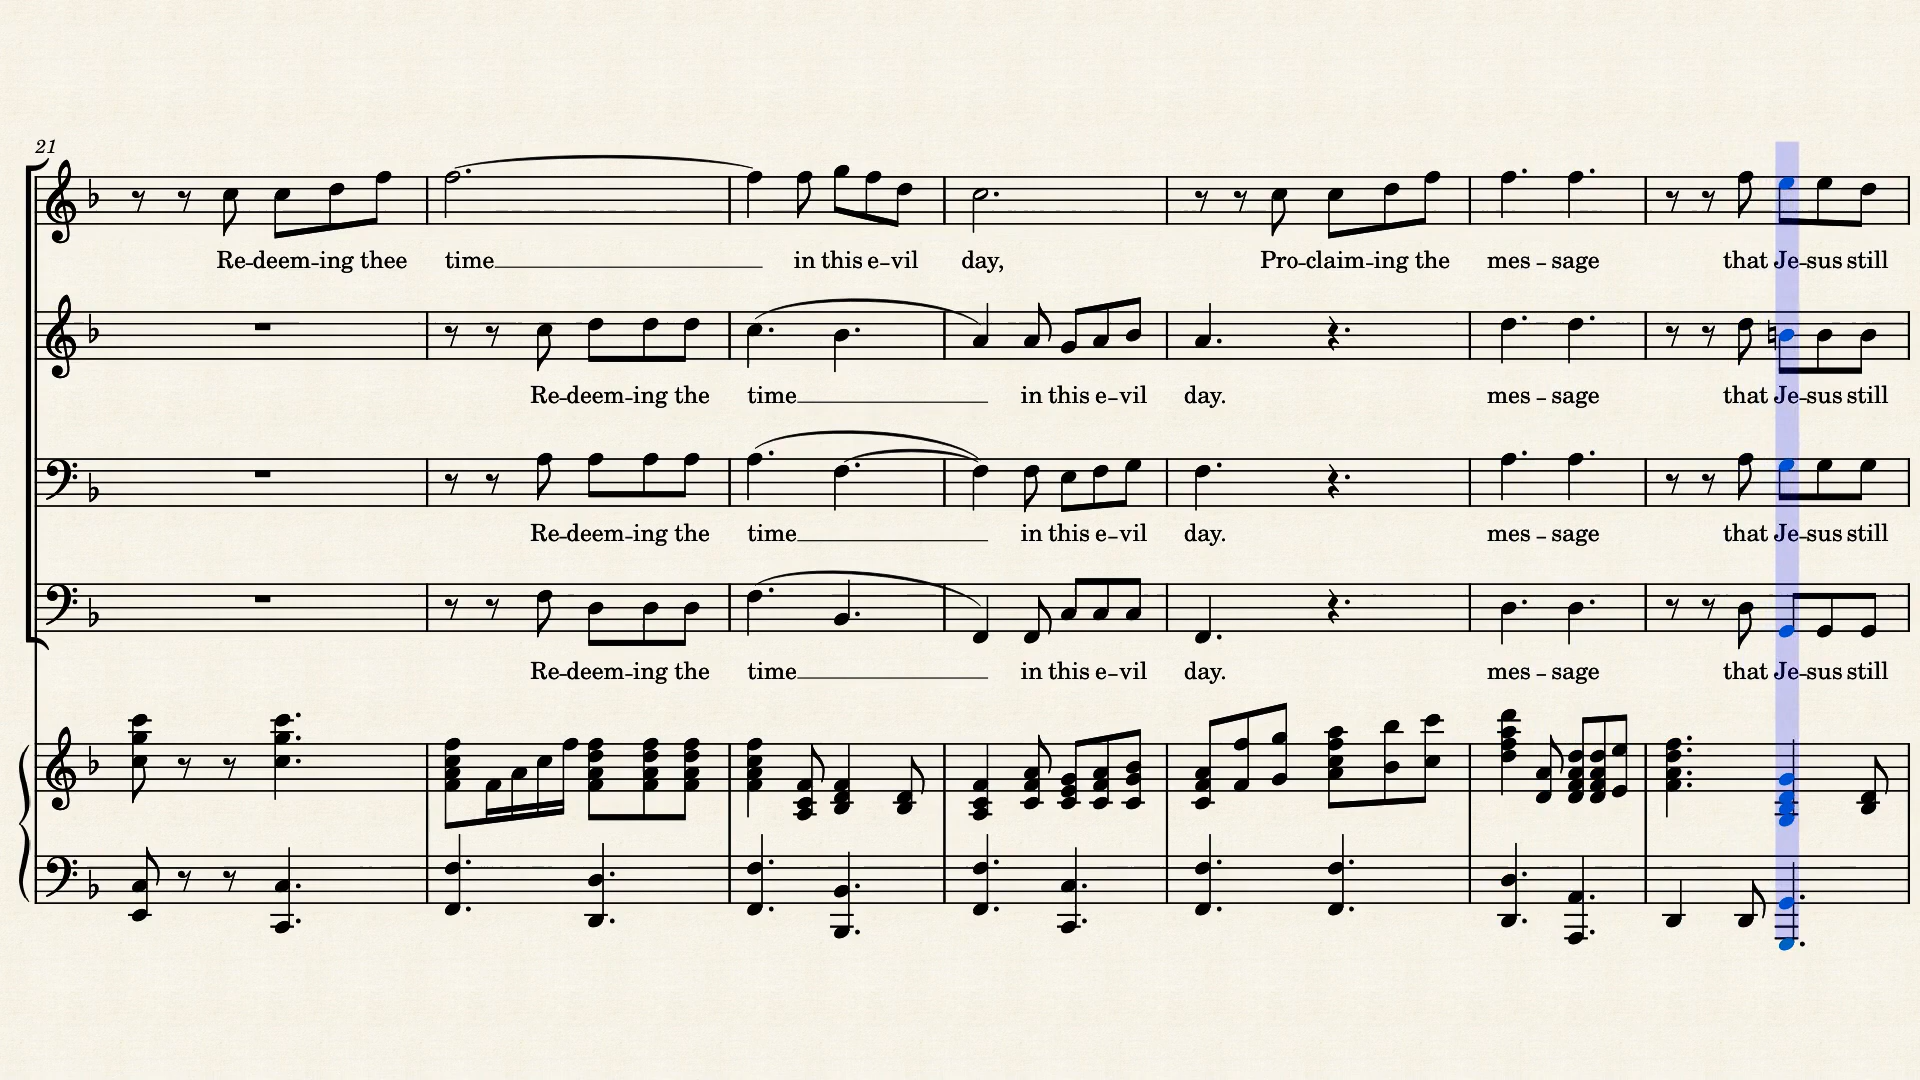 21
Re-deem-ing thee time in this e-vil day, Pro-claim-ing the mes-sage that Je-sus still
Re-deem-ing the time in this e-vil day. mes-sage that Je-sus still
Re-deem-ing the time in this e-vil day. mes-sage that Je-sus still
Re-deem-ing the time in this e-vil day. mes-sage that Je-sus still